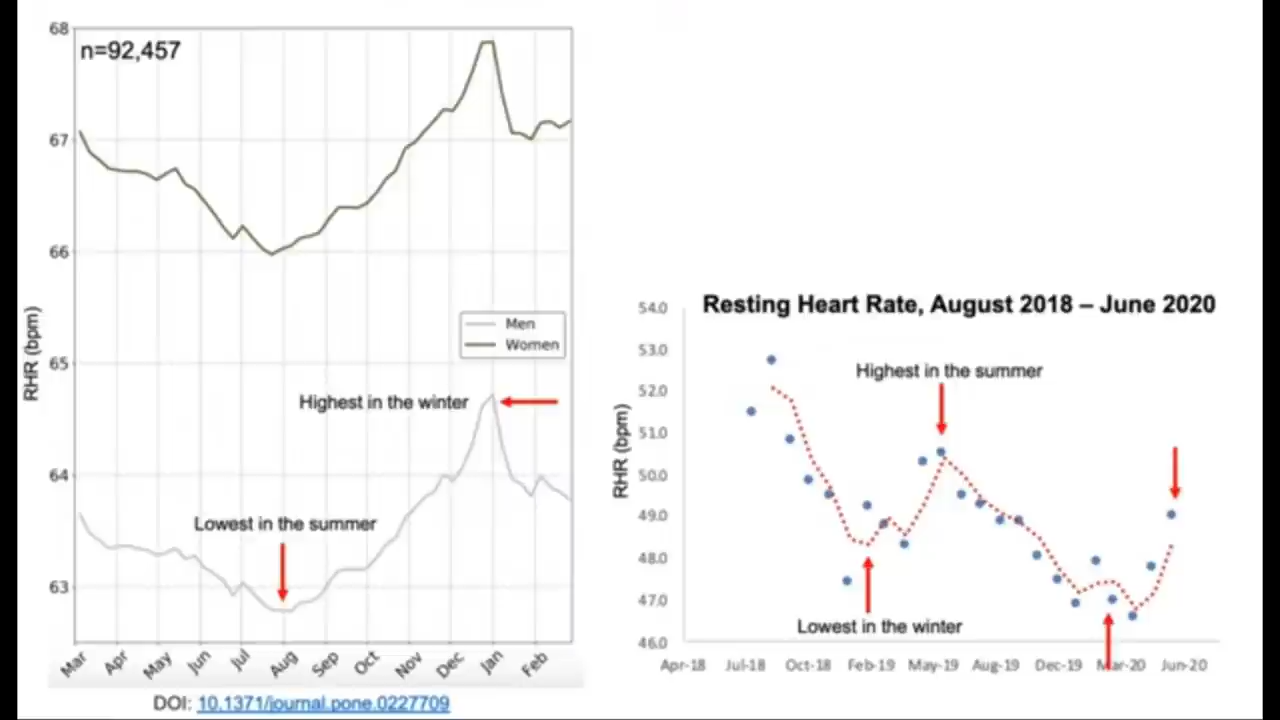 68
n=92,457
67
66
65
64
63
RHR (bpm)
Men
Women
Highest in the winter
Lowest in the summer
Mar Apr May Jun Jul Aug Sep Oct Nov Dec Jan Feb
DOI: 10.1371/journal.pone.0227709
Resting Heart Rate, August 2018 – June 2020
54.0
53.0
52.0
51.0
50.0
49.0
48.0
47.0
46.0
RHR (bpm)
Highest in the summer
Lowest in the winter
Apr-18 Jul-18 Oct-18 Feb-19 May-19 Aug-19 Dec-19 Mar-20 Jun-20